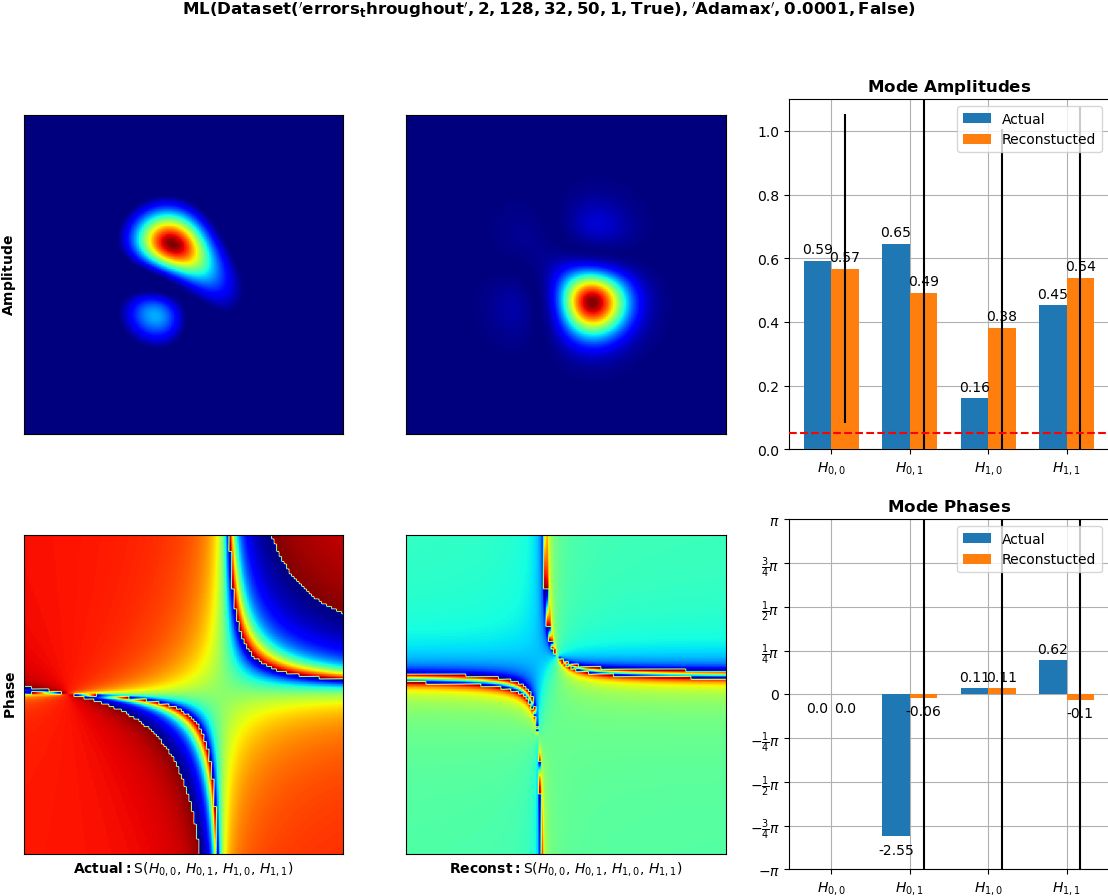 ML(Dataset('errors_throughout', 2, 128, 32, 50, 1, True), 'Adamax', 0.0001, False)
Amplitude
Mode Amplitudes
Actual
Reconstucted
1.0
0.8
0.6
0.4
0.2
0.0
0.59
0.57
0.65
0.49
0.16
0.38
0.45
0.54
H0,0
H0,1
H1,0
H1,1
Phase
Actual: S(H0,0, H0,1, H1,0, H1,1)
Reconst: S(H0,0, H0,1, H1,0, H1,1)
Mode Phases
Actual
Reconstucted
π
3/4π
1/2π
1/4π
0
−1/4π
−1/2π
−3/4π
−π
0.0
0.0
-2.55
-0.06
0.11
0.11
0.62
-0.1
H0,0
H0,1
H1,0
H1,1